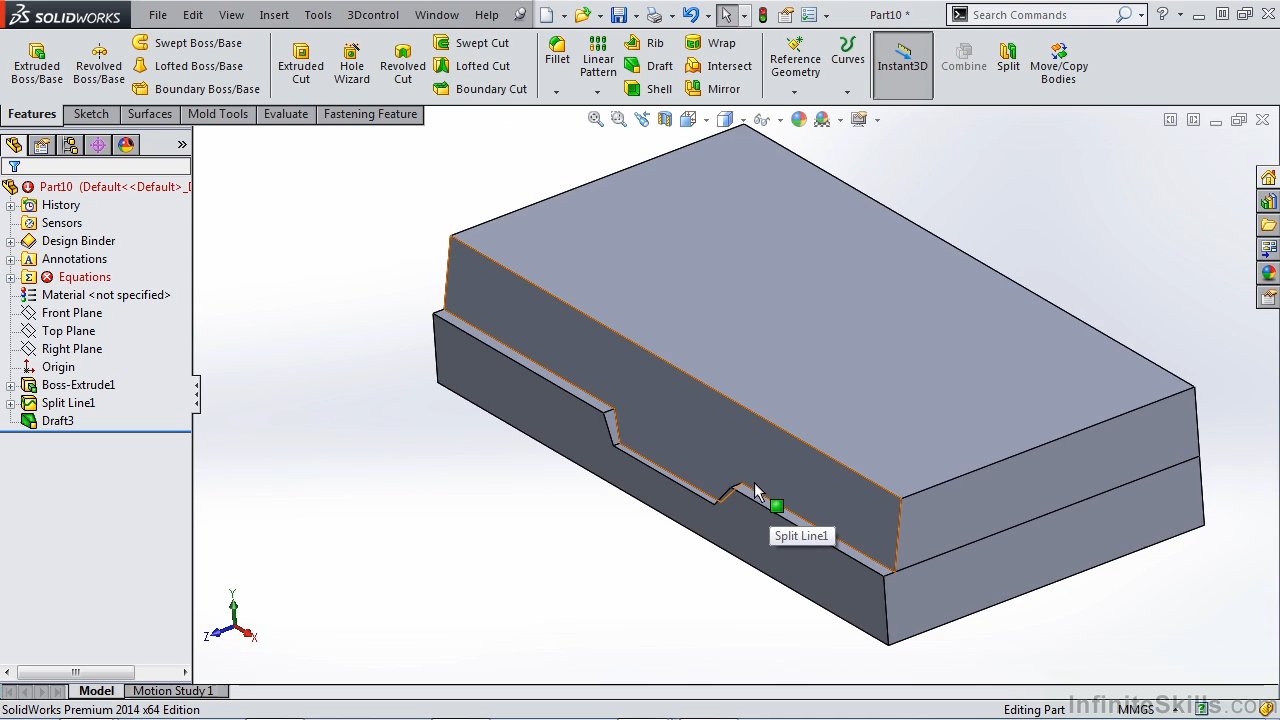 SOLIDWORKS File Edit View Insert Tools 3Dcontrol Window Help Part10 * Search Commands
Extruded Boss/Base
Revolved Boss/Base
Swept Boss/Base
Lofted Boss/Base
Boundary Boss/Base
Extruded Cut
Hole Wizard
Revolved Cut
Swept Cut
Lofted Cut
Boundary Cut
Fillet
Linear Pattern
Rib
Draft
Shell
Wrap
Intersect
Mirror
Reference Geometry
Curves
Instant3D
Combine
Split
Move/Copy Bodies
Features Sketch Surfaces Mold Tools Evaluate Fastening Feature
Part10 (Default<<Default>_D
History
Sensors
Design Binder
Annotations
Equations
Material <not specified>
Front Plane
Top Plane
Right Plane
Origin
Boss-Extrude1
Split Line1
Draft3
Split Line1
Y
Z
X
Model Motion Study 1
SolidWorks Premium 2014 x64 Edition Editing Part MMGS
InfiniteSkills.com